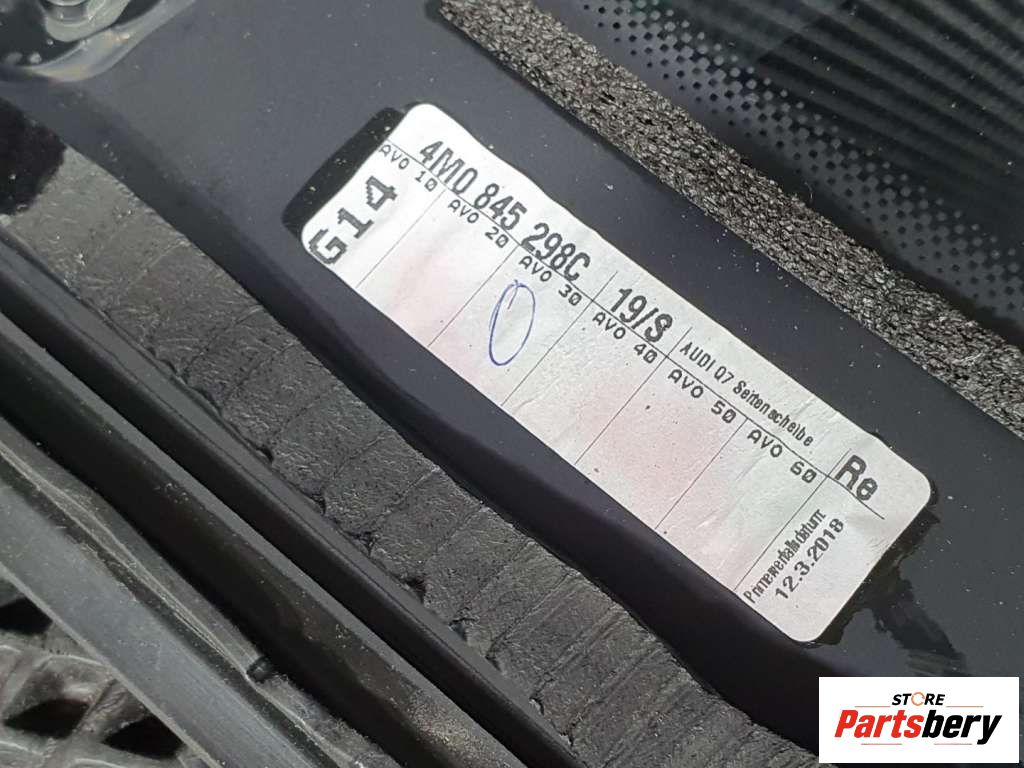 4M0 845 298C
19/S
AUDI Q7 Seitenscheibe
Re
G14
AVO 10
AVO 20
AVO 30
AVO 40
AVO 50
AVO 60
Primerverfallsdatum:
12.3.2018
STORE
Partsbery